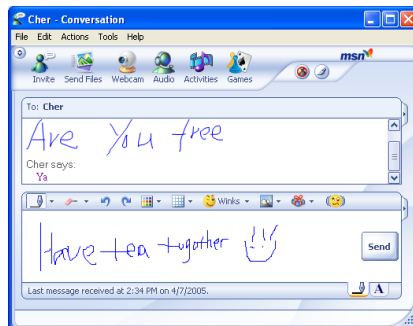 Cher - Conversation
File Edit Actions Tools Help
msn
Invite Send Files Webcam Audio Activities Games
To: Cher
Are You free
Cher says:
Ya
Winks
Have tea togother
Send
Last message received at 2:34 PM on 4/7/2005.
A